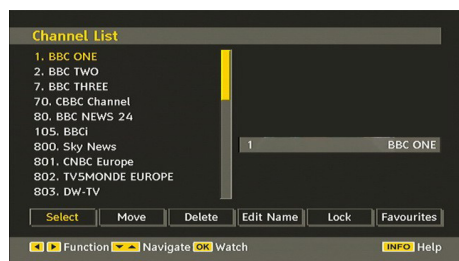 Channel List
1. BBC ONE
2. BBC TWO
7. BBC THREE
70. CBBC Channel
80. BBC NEWS 24
105. BBCi
800. Sky News
801. CNBC Europe
802. TV5MONDE EUROPE
803. DW-TV
1 BBC ONE
Select Move Delete Edit Name Lock Favourites
Function Navigate OK Watch INFO Help